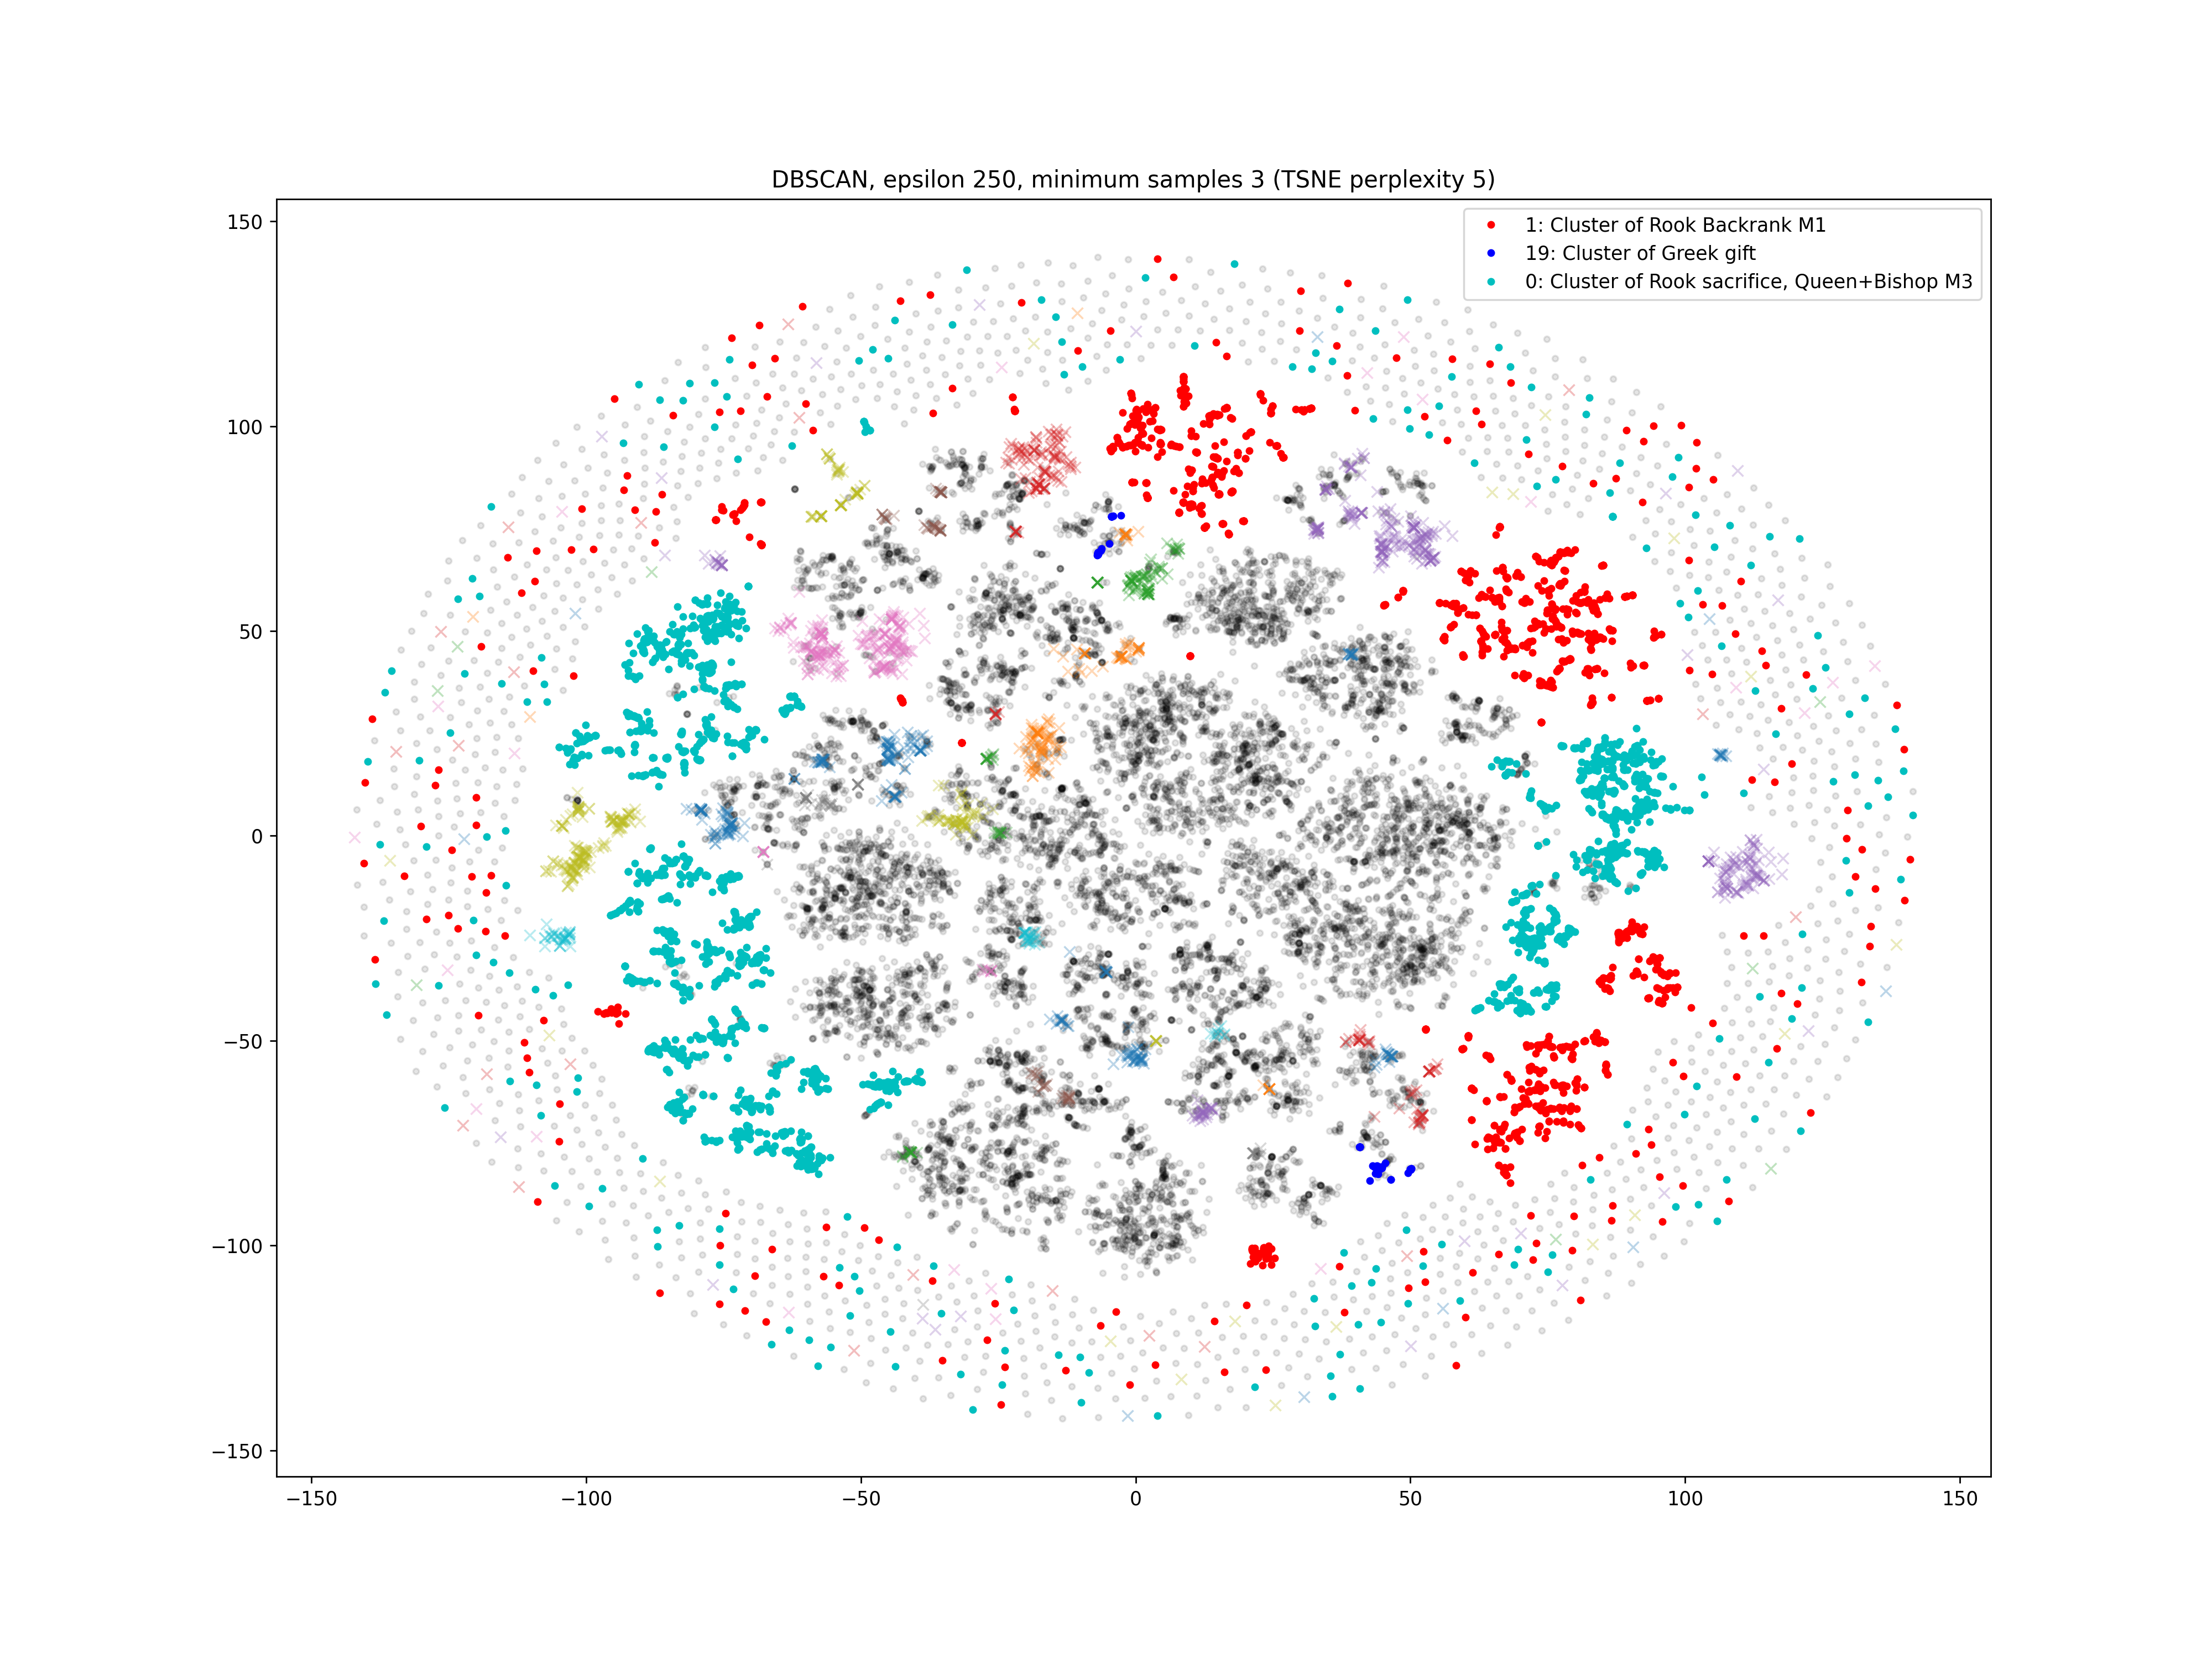 DBSCAN, epsilon 250, minimum samples 3 (TSNE perplexity 5)
1: Cluster of Rook Backrank M1
19: Cluster of Greek gift
0: Cluster of Rook sacrifice, Queen+Bishop M3
150
100
50
0
−50
−100
−150
−150 −100 −50 0 50 100 150